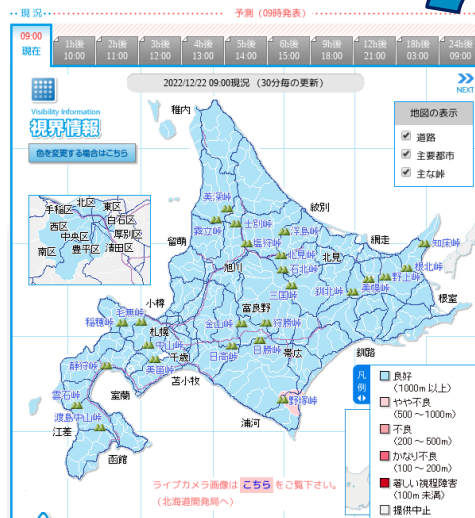 現況
予測（09時発表）
09:00
現在
1h後
10:00
2h後
11:00
3h後
12:00
4h後
13:00
5h後
14:00
6h後
15:00
9h後
18:00
12h後
21:00
18h後
03:00
24h後
09:00
NEXT
Visibility Information
視界情報
色を変更する場合はこちら
2022/12/22 09:00現況 （30分毎の更新）
地図の表示
道路
主要都市
主な峠
手稲区
北区
東区
西区
白石区
中央区
厚別区
南区
豊平区
清田区
稚内
美深峠
紋別
霧立峠
士別峠
浮島峠
網走
知床峠
留萌
塩狩峠
北見峠
北見
旭川
石北峠
根北峠
野上峠
三国峠
釧北峠
美幌峠
根室
小樽
毛無峠
富良野
稲穂峠
札幌
金山峠
狩勝峠
中山峠
千歳
日高峠
日勝峠
帯広
釧路
静狩峠
美笛峠
苫小牧
雲石峠
室蘭
野塚峠
渡島中山峠
浦河
江差
函館
凡例
良好
（1000m 以上）
やや不良
（500 ～1000m）
不良
（200 ～ 500m）
かなり不良
（100 ～ 200m）
著しい視程障害
（100m 未満）
提供中止
ライブカメラ画像は こちら をご覧下さい。
（北海道開発局へ）